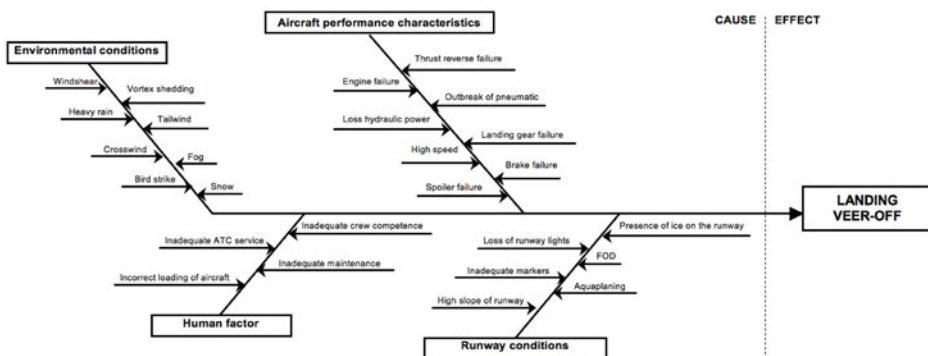 Aircraft performance characteristics
CAUSE
EFFECT
Environmental conditions
Thrust reverse failure
Windshear
Vortex shedding
Engine failure
Outbreak of pneumatic
Heavy rain
Tailwind
Loss hydraulic power
Landing gear failure
Crosswind
Fog
High speed
Brake failure
Bird strike
Snow
Spoiler failure
LANDING
VEER-OFF
Inadequate crew competence
Presence of ice on the runway
Inadequate ATC service
Loss of runway lights
FOD
Inadequate maintenance
Inadequate markers
Incorrect loading of aircraft
Aquaplaning
High slope of runway
Human factor
Runway conditions